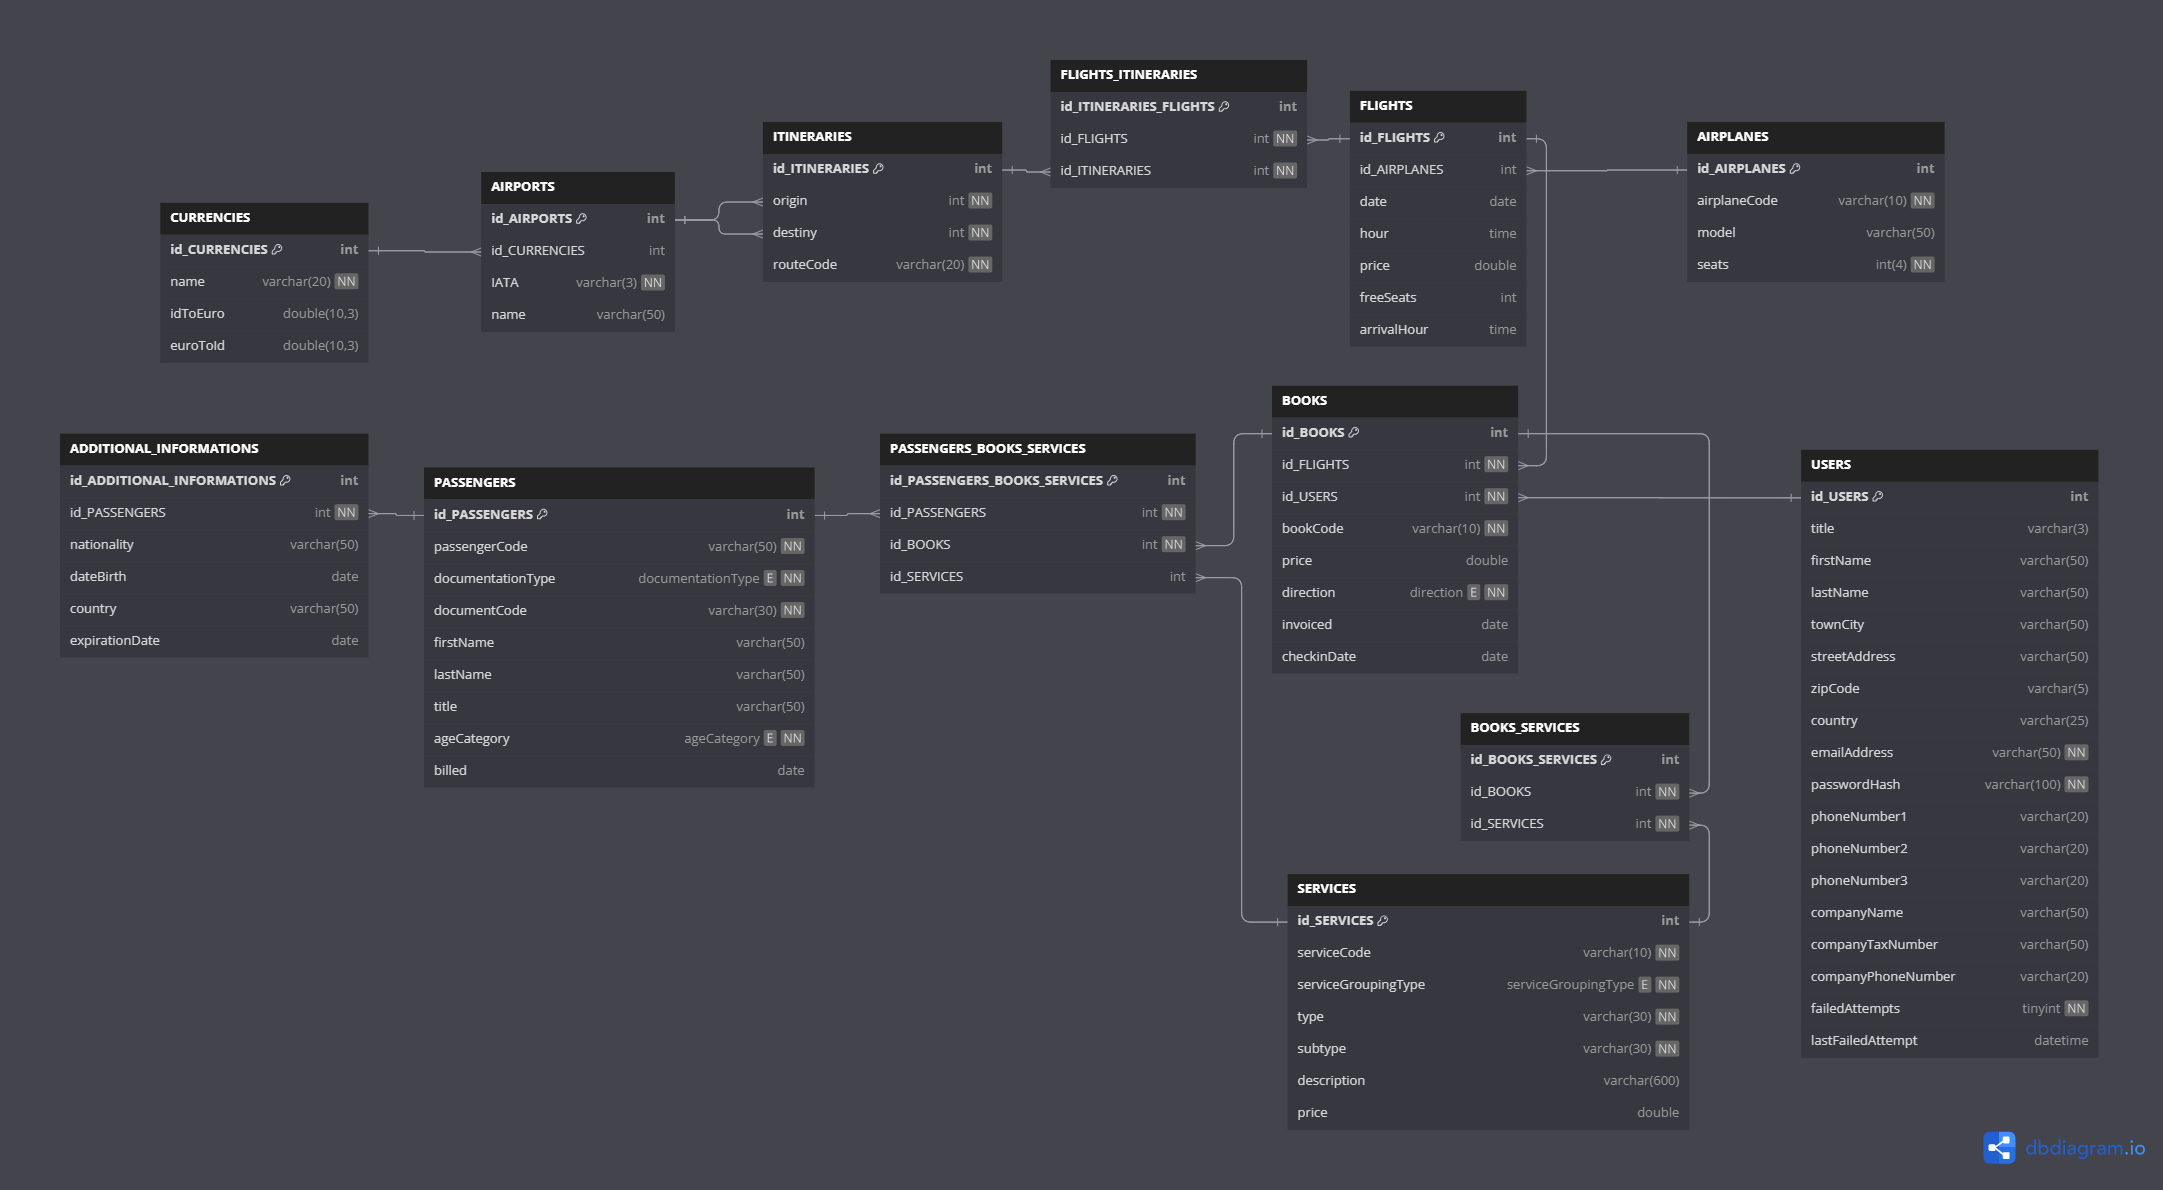 FLIGHTS_ITINERARIES
id_ITINERARIES_FLIGHTS int
id_FLIGHTS int NN
id_ITINERARIES int NN
FLIGHTS
id_FLIGHTS int
id_AIRPLANES int
date date
hour time
price double
freeSeats int
arrivalHour time
AIRPLANES
id_AIRPLANES int
airplaneCode varchar(10) NN
model varchar(50)
seats int(4) NN
ITINERARIES
id_ITINERARIES int
origin int NN
destiny int NN
routeCode varchar(20) NN
AIRPORTS
id_AIRPORTS int
id_CURRENCIES int
IATA varchar(3) NN
name varchar(50)
CURRENCIES
id_CURRENCIES int
name varchar(20) NN
idToEuro double(10,3)
euroToId double(10,3)
ADDITIONAL_INFORMATIONS
id_ADDITIONAL_INFORMATIONS int
id_PASSENGERS int NN
nationality varchar(50)
dateBirth date
country varchar(50)
expirationDate date
PASSENGERS
id_PASSENGERS int
passengerCode varchar(50) NN
documentationType documentationType E NN
documentCode varchar(30) NN
firstName varchar(50)
lastName varchar(50)
title varchar(50)
ageCategory ageCategory E NN
billed date
PASSENGERS_BOOKS_SERVICES
id_PASSENGERS_BOOKS_SERVICES int
id_PASSENGERS int NN
id_BOOKS int NN
id_SERVICES int
BOOKS
id_BOOKS int
id_FLIGHTS int NN
id_USERS int NN
bookCode varchar(10) NN
price double
direction direction E NN
invoiced date
checkinDate date
USERS
id_USERS int
title varchar(3)
firstName varchar(50)
lastName varchar(50)
townCity varchar(50)
streetAddress varchar(50)
zipCode varchar(5)
country varchar(25)
emailAddress varchar(50) NN
passwordHash varchar(100) NN
phoneNumber1 varchar(20)
phoneNumber2 varchar(20)
phoneNumber3 varchar(20)
companyName varchar(50)
companyTaxNumber varchar(50)
companyPhoneNumber varchar(20)
failedAttempts tinyint NN
lastFailedAttempt datetime
BOOKS_SERVICES
id_BOOKS_SERVICES int
id_BOOKS int NN
id_SERVICES int NN
SERVICES
id_SERVICES int
serviceCode varchar(10) NN
serviceGroupingType serviceGroupingType E NN
type varchar(30) NN
subtype varchar(30) NN
description varchar(600)
price double
dbdiagram.io